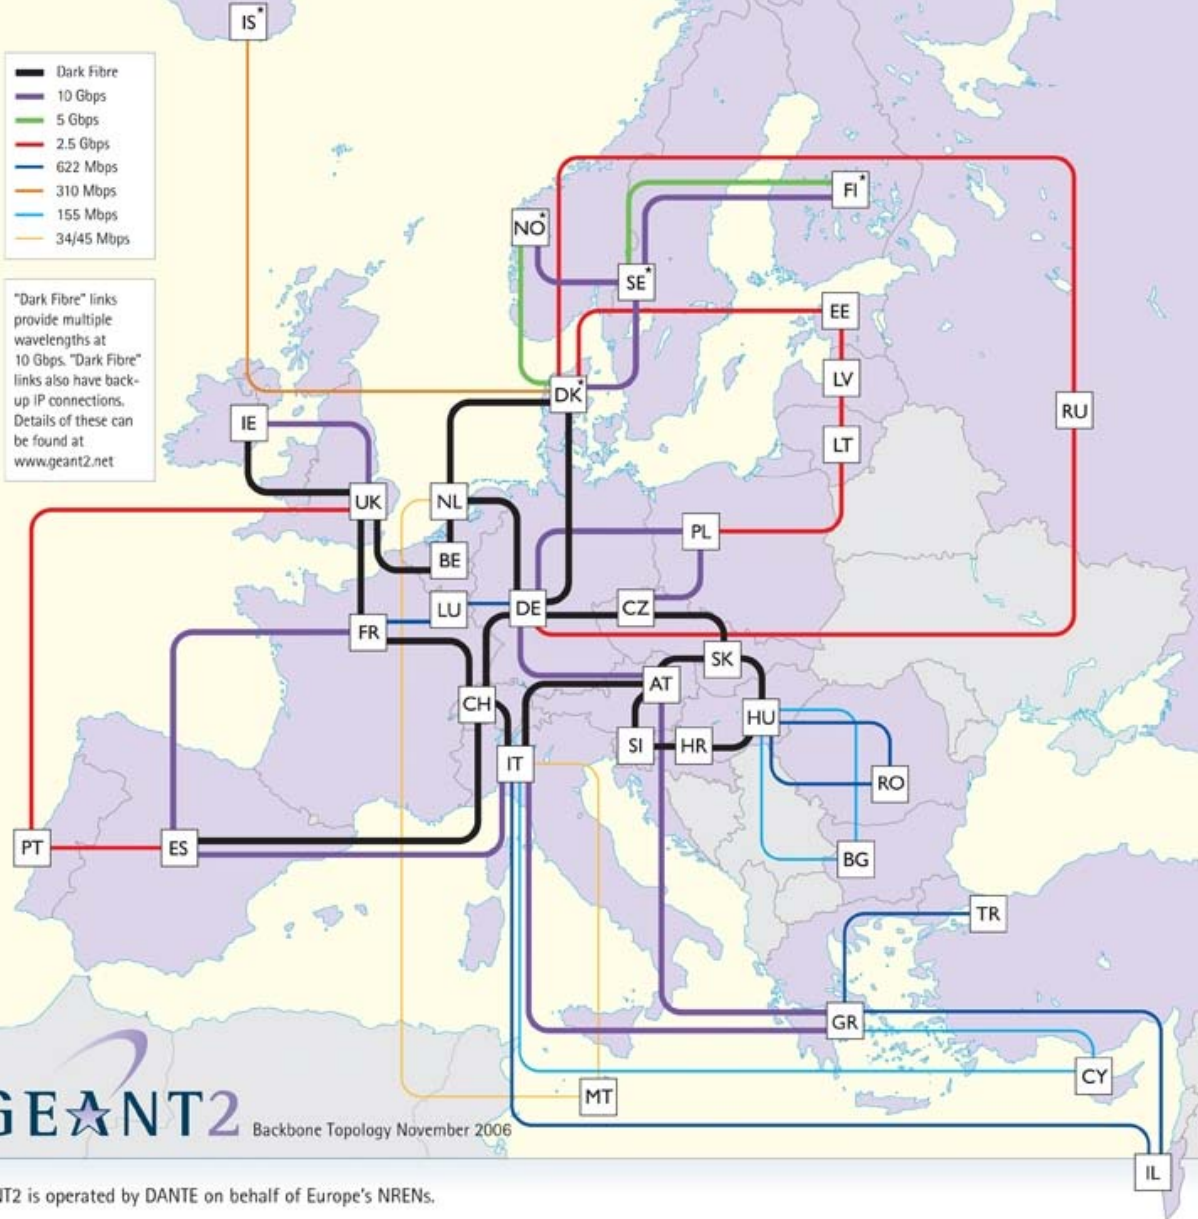 IS*
Dark Fibre
10 Gbps
5 Gbps
2.5 Gbps
622 Mbps
310 Mbps
155 Mbps
34/45 Mbps
"Dark Fibre" links
provide multiple
wavelengths at
10 Gbps. "Dark Fibre"
links also have back-
up IP connections.
Details of these can
be found at
www.geant2.net
FI*
NO*
SE*
EE
LV
DK*
RU
IE
LT
UK
NL
PL
BE
LU
DE
CZ
FR
SK
AT
CH
HU
SI
HR
IT
RO
PT
ES
BG
TR
GR
CY
MT
GEANT2
Backbone Topology November 2006
IL
NT2 is operated by DANTE on behalf of Europe's NRENs.